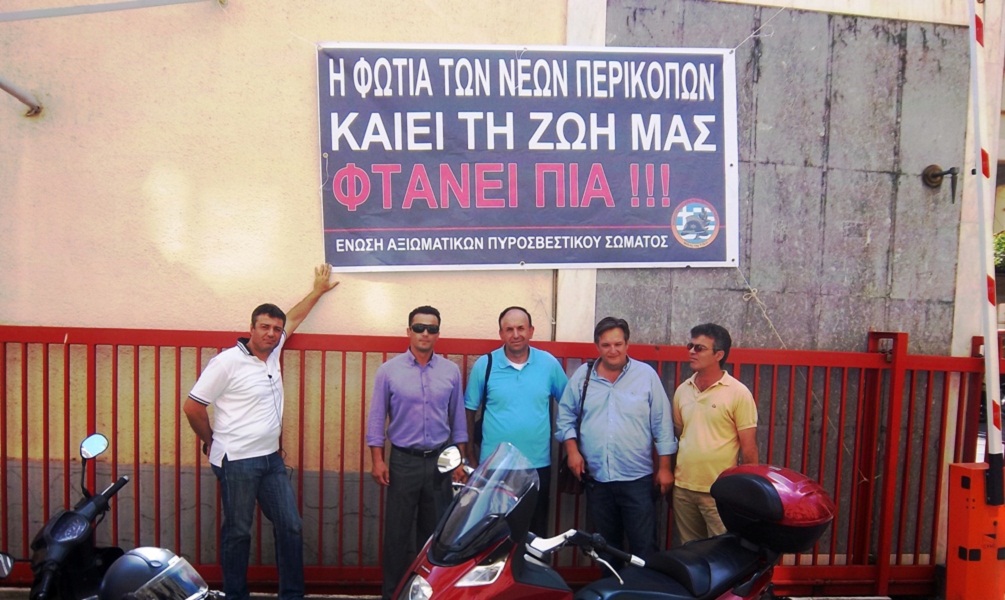 Η ΦΩΤΙΑ ΤΩΝ ΝΕΩΝ ΠΕΡΙΚΟΠΩΝ
ΚΑΙΕΙ ΤΗ ΖΩΗ ΜΑΣ
ΦΤΑΝΕΙ ΠΙΑ !!!
ΕΝΩΣΗ ΑΞΙΩΜΑΤΙΚΩΝ ΠΥΡΟΣΒΕΣΤΙΚΟΥ ΣΩΜΑΤΟΣ